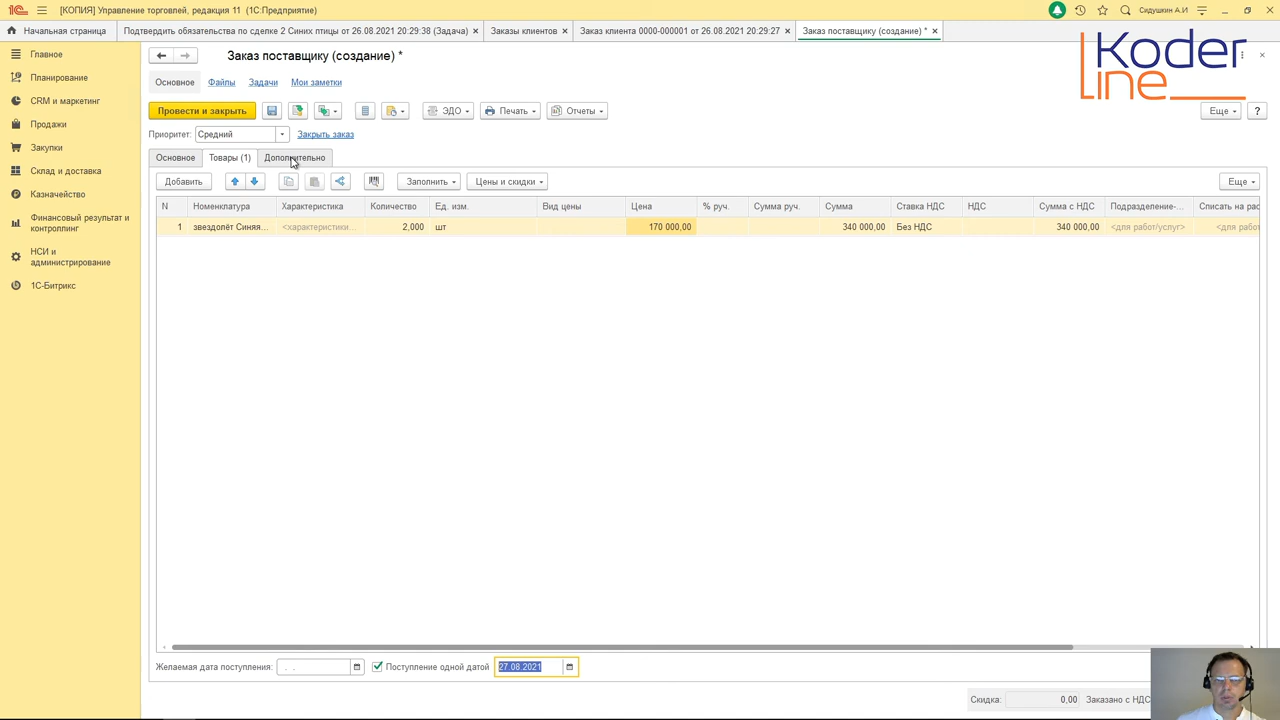 [КОПИЯ] Управление торговлей, редакция 11 (1С:Предприятие)
Сидушкин А.И
Начальная страница
Подтвердить обязательства по сделке 2 Синих птицы от 26.08.2021 20:29:38 (Задача) ×
Заказы клиентов ×
Заказ клиента 0000-000001 от 26.08.2021 20:29:27 ×
Заказ поставщику (создание) * ×
Главное
Планирование
CRM и маркетинг
Продажи
Закупки
Склад и доставка
Казначейство
Финансовый результат и
контроллинг
НСИ и
администрирование
1С-Битрикс
Заказ поставщику (создание) *
Koder
line
Основное Файлы Задачи Мои заметки
Провести и закрыть ЭДО Печать Отчеты Еще ?
Приоритет: Средний Закрыть заказ
Основное Товары (1) Дополнительно
Добавить Заполнить Цены и скидки Еще
N Номенклатура Характеристика Количество Ед. изм. Вид цены Цена % руч. Сумма руч. Сумма Ставка НДС НДС Сумма с НДС Подразделение-... Списать на рас
1 звездолёт Синяя... <характеристики... 2,000 шт 170 000,00 340 000,00 Без НДС 340 000,00 <для работ/услуг> <для работ
Желаемая дата поступления: . . Поступление одной датой 27.08.2021
Скидка: 0,00 Заказано с НДС